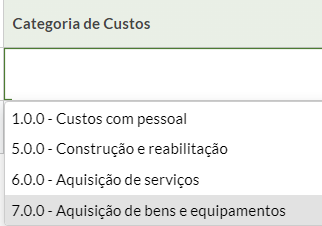 Categoria de Custos
1.0.0 - Custos com pessoal
5.0.0 - Construção e reabilitação
6.0.0 - Aquisição de serviços
7.0.0 - Aquisição de bens e equipamentos